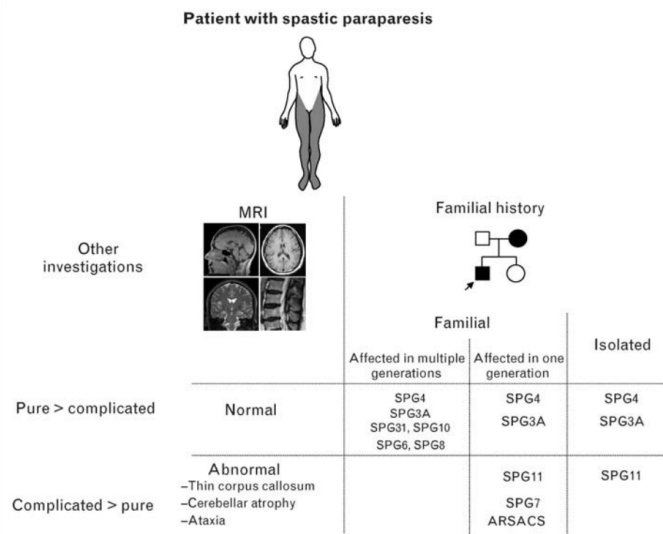 Patient with spastic paraparesis
MRI
Familial history
Other
investigations
Familial
Isolated
Affected in multiple
generations
Affected in one
generation
Pure > complicated
Normal
SPG4
SPG3A
SPG31, SPG10
SPG6, SPG8
SPG4
SPG3A
SPG4
SPG3A
Complicated > pure
Abnormal
–Thin corpus callosum
–Cerebellar atrophy
–Ataxia
SPG11
SPG7
ARSACS
SPG11